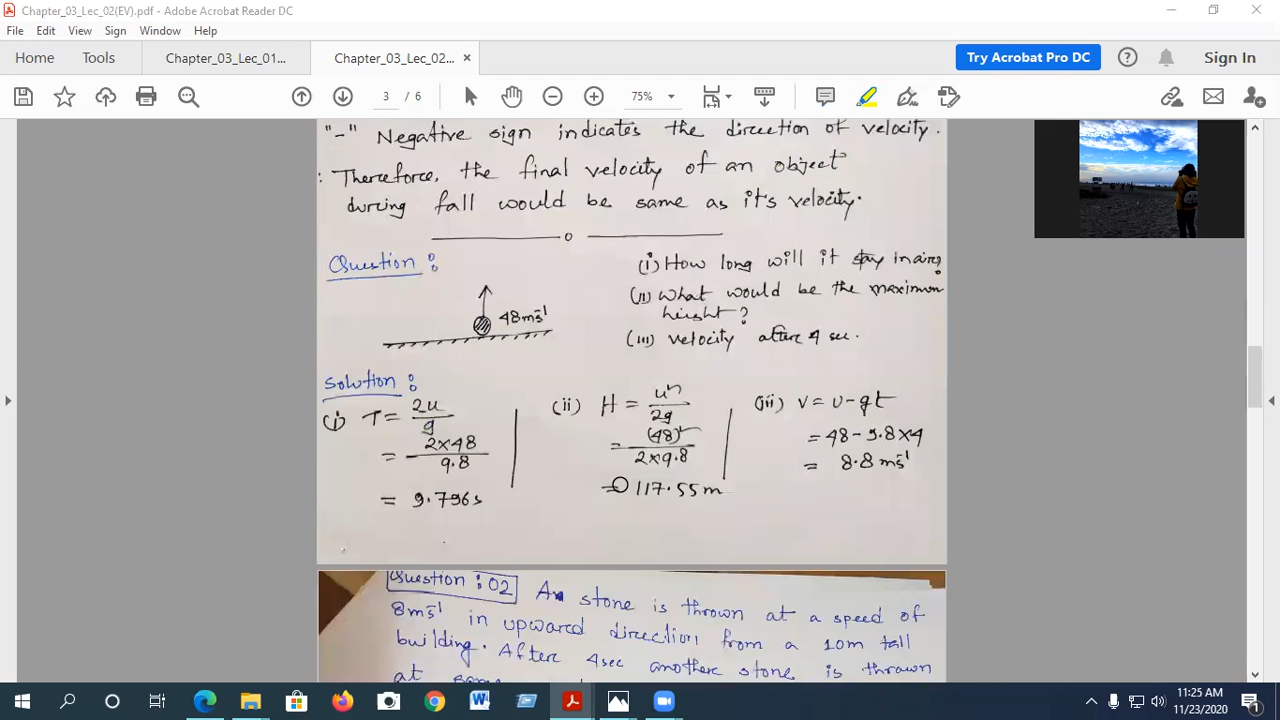 Chapter_03_Lec_02(EV).pdf - Adobe Acrobat Reader DC
File Edit View Sign Window Help
Home Tools Chapter_03_Lec_01... Chapter_03_Lec_02... × Try Acrobat Pro DC Sign In
3 / 6 75%
"-" Negative sign indicates the direction of velocity.
: Therefore, the final velocity of an object
during fall would be same as it's velocity.
Question :
(i) How long will it stay in air?
(ii) What would be the maximum
height?
48ms⁻¹
(iii) velocity after 4 sec.
Solution :
(i) T = 2u/g
= 2×48/9.8
= 9.796s
(ii) H = u²/2g
= (48)²/2×9.8
= 117.55m
(iii) v = u - gt
= 48 - 9.8×4
= 8.8 ms⁻¹
Question : 02 A stone is thrown at a speed of
8ms⁻¹ in upward direction from a 10m tall
building. After 4sec another stone is thrown
at same
11:25 AM
11/23/2020